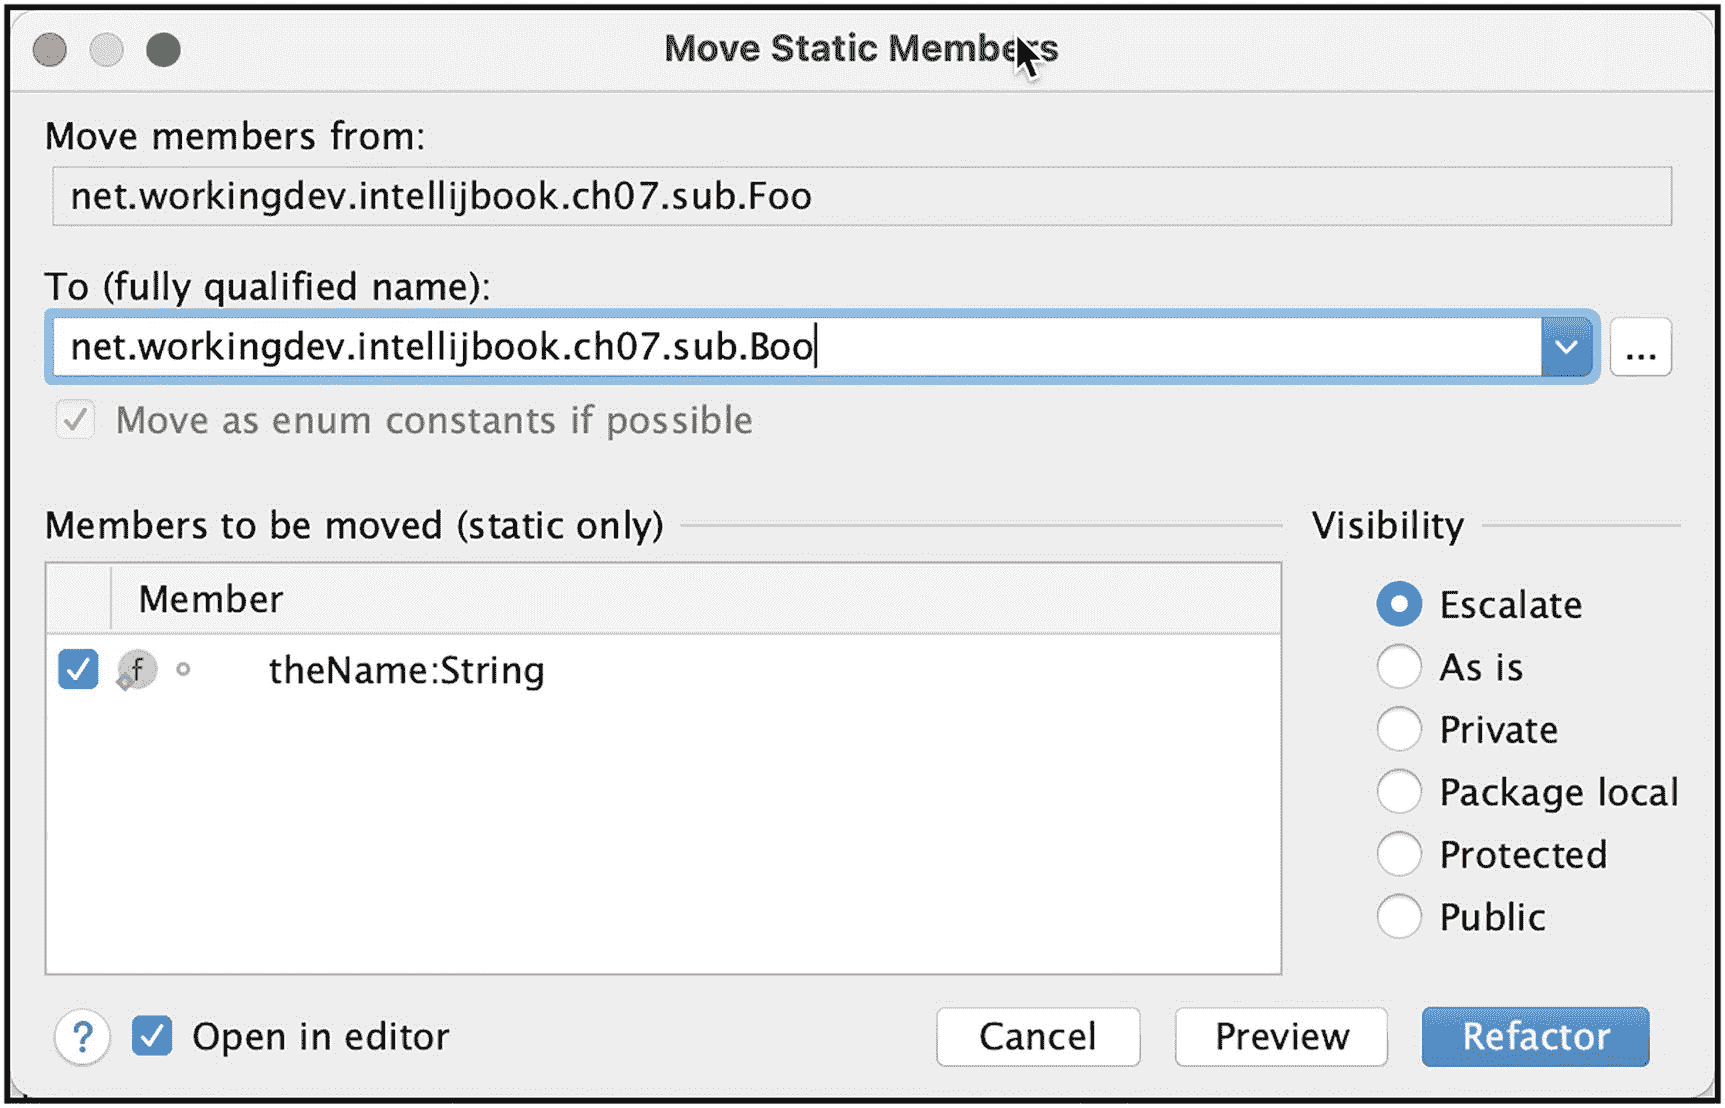 Move Static Members
Move members from:
net.workingdev.intellijbook.ch07.sub.Foo
To (fully qualified name):
net.workingdev.intellijbook.ch07.sub.Boo
...
Move as enum constants if possible
Members to be moved (static only)
Member
f theName:String
Visibility
Escalate
As is
Private
Package local
Protected
Public
? Open in editor
Cancel
Preview
Refactor